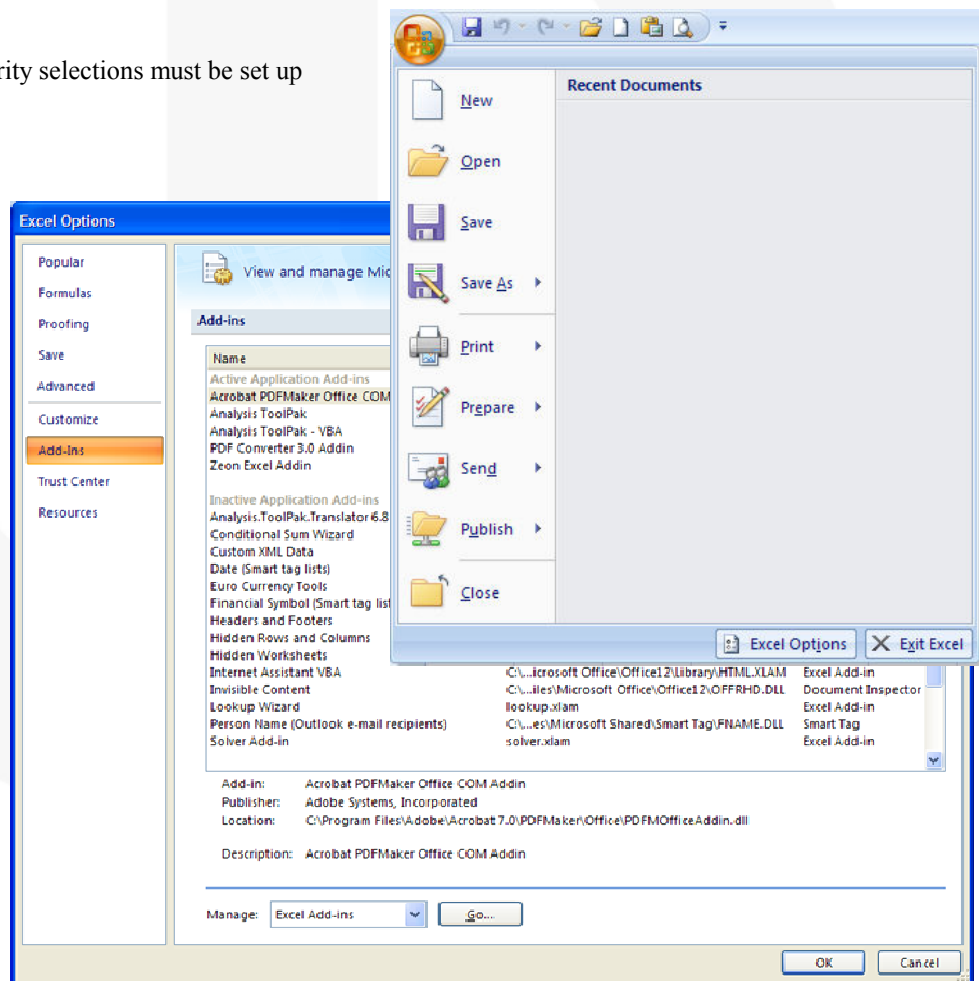 rity selections must be set up
Recent Documents
New
Open
Save
Save As
Print
Prepare
Send
Publish
Close
Excel Options
Exit Excel
Excel Options
Popular
Formulas
Proofing
Save
Advanced
Customize
Add-Ins
Trust Center
Resources
View and manage Mic
Add-ins
Name
Active Application Add-ins
Acrobat PDFMaker Office COM
Analysis ToolPak
Analysis ToolPak - VBA
PDF Converter 3.0 Addin
Zeon Excel Addin
Inactive Application Add-ins
Analysis.ToolPak.Translator6.8
Conditional Sum Wizard
Custom XML Data
Date (Smart tag lists)
Euro Currency Tools
Financial Symbol (Smart tag list
Headers and Footers
Hidden Rows and Columns
Hidden Worksheets
Internet Assistant VBA C:\...icrosoft Office\Office12\Library\HTML.XLAM Excel Add-in
Invisible Content C:\...iles\Microsoft Office\Office12\OFFRHD.DLL Document Inspector
Lookup Wizard lookup.xlam Excel Add-in
Person Name (Outlook e-mail recipients) C:\...es\Microsoft Shared\Smart Tag\FNAME.DLL Smart Tag
Solver Add-in solver.xlam Excel Add-in
Add-in: Acrobat PDFMaker Office COM Addin
Publisher: Adobe Systems, Incorporated
Location: C:\Program Files\Adobe\Acrobat 7.0\PDFMaker\Office\PDFMOfficeAddin.dll
Description: Acrobat PDFMaker Office COM Addin
Manage: Excel Add-ins Go...
OK Cancel